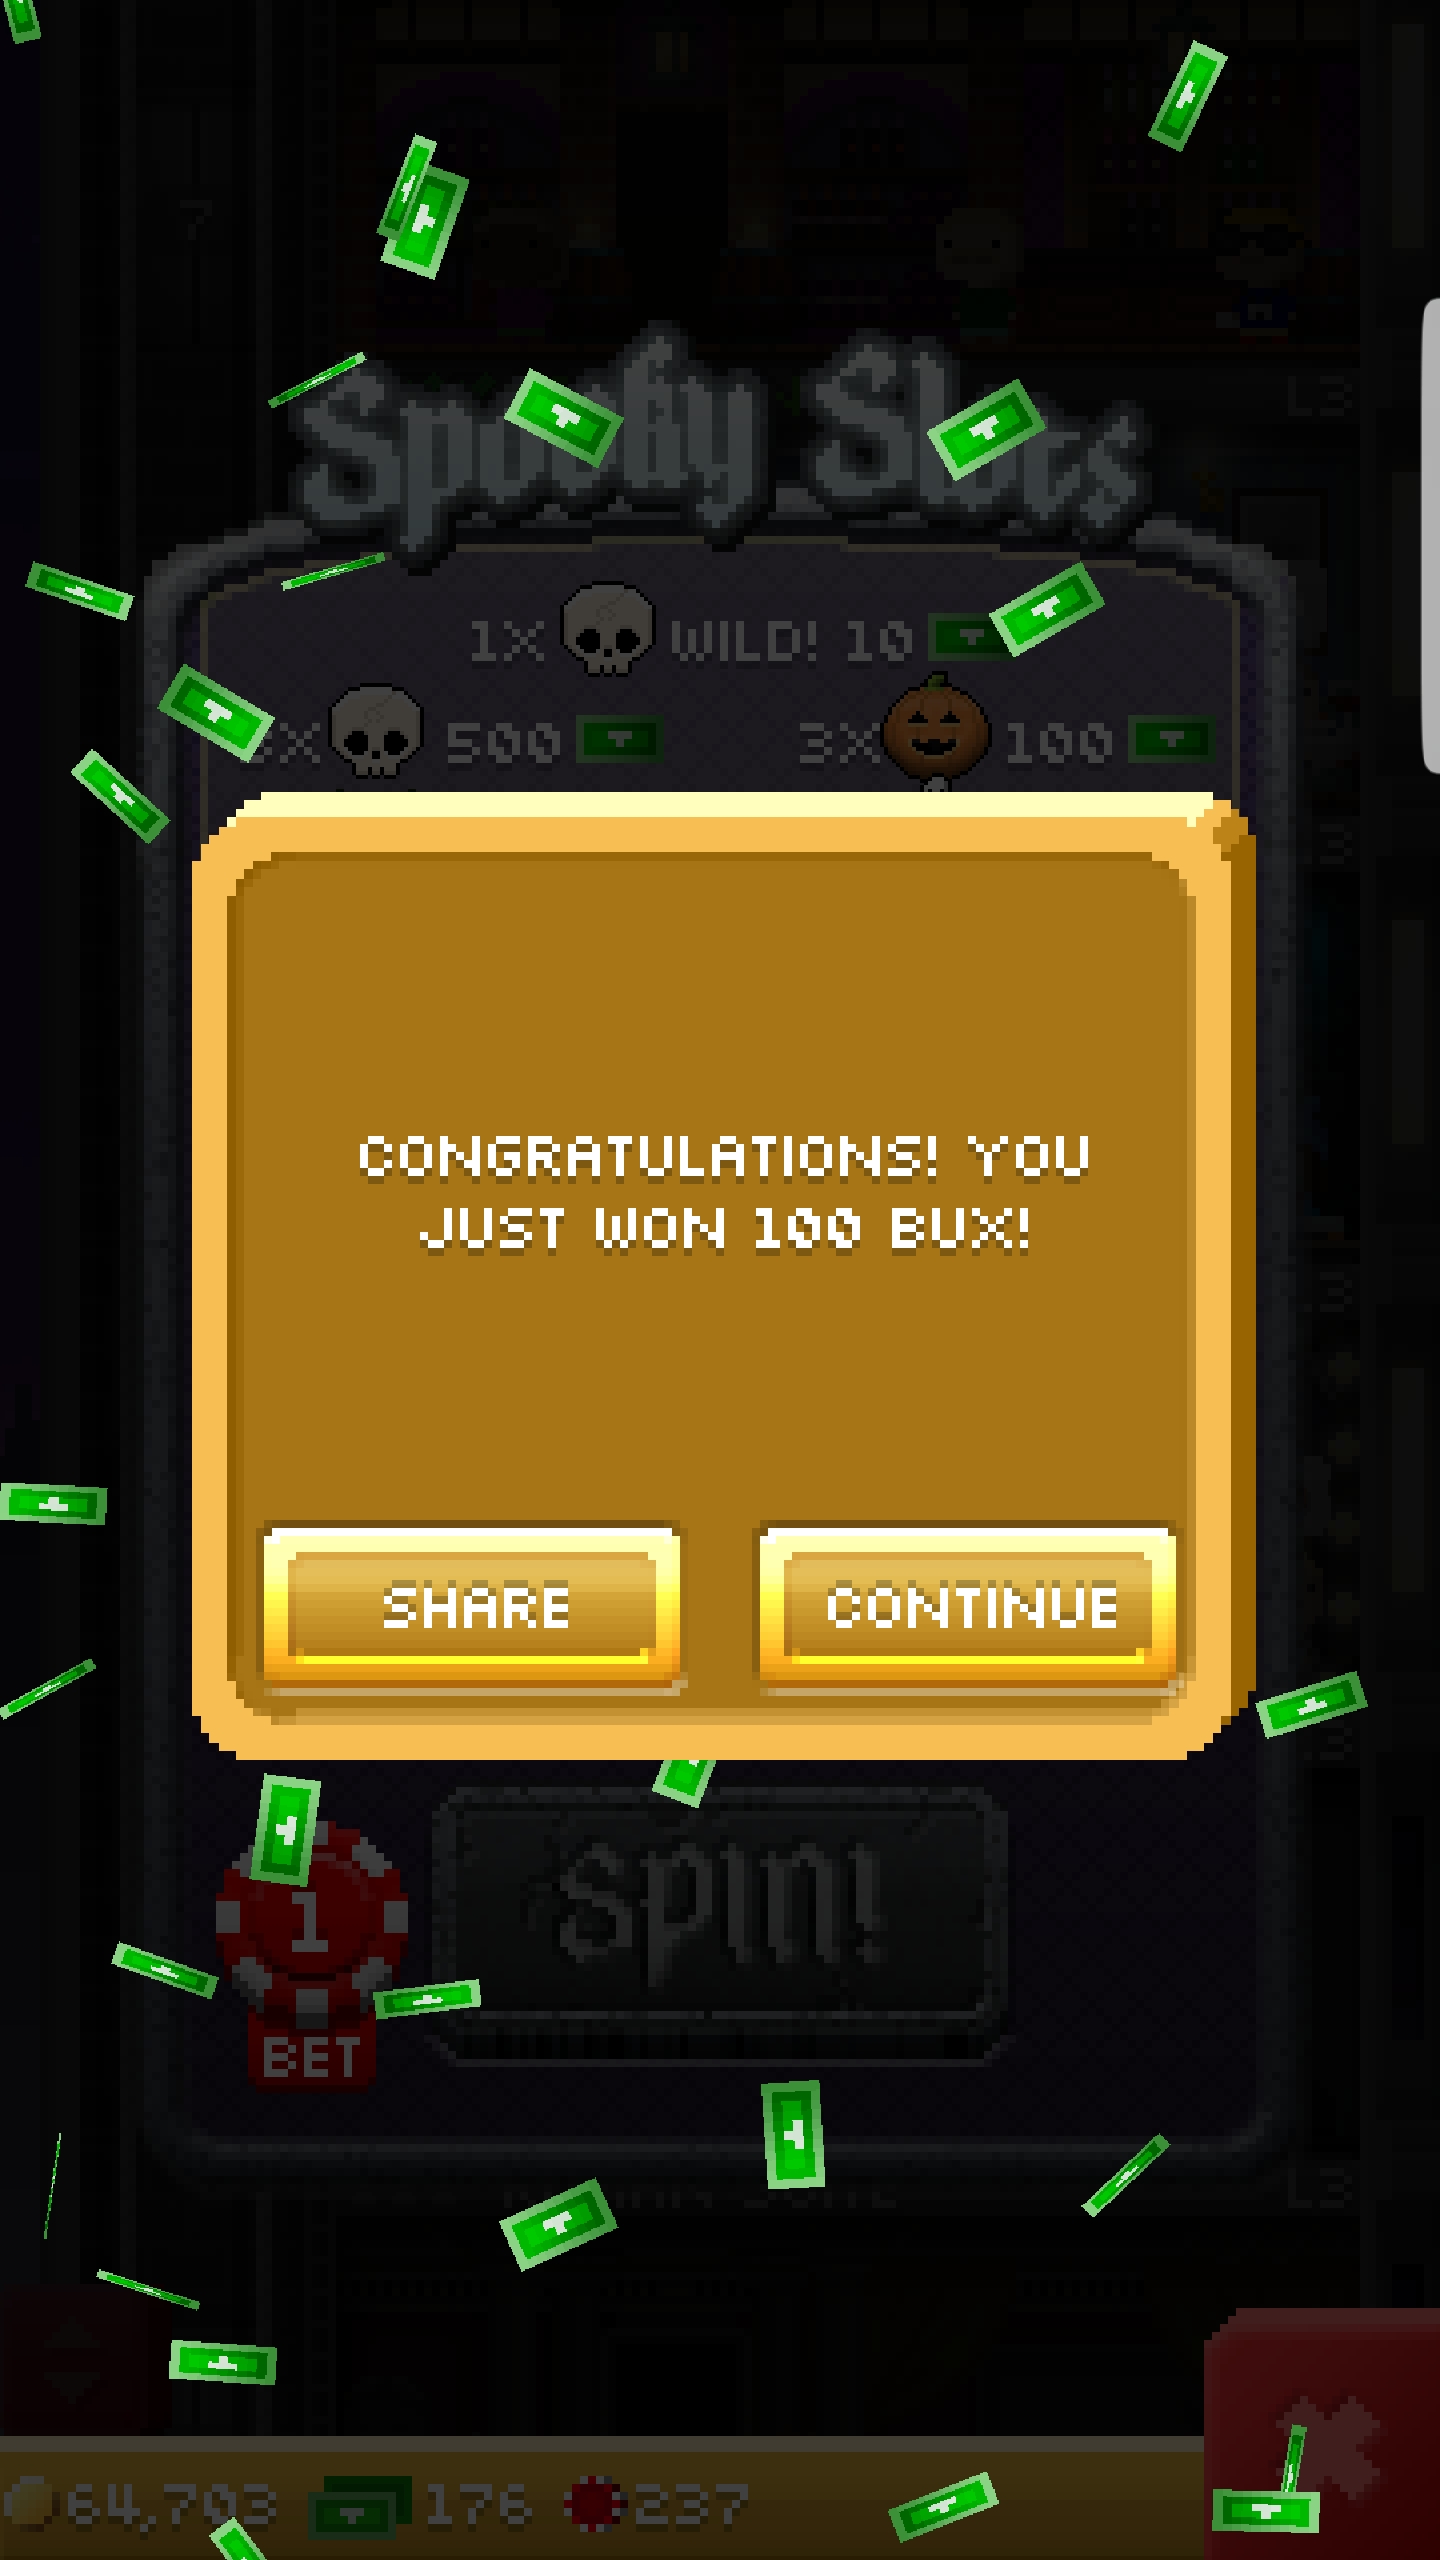 Spooky Slots
1X WILD! 10
3X 500 3X 100
CONGRATULATIONS! YOU
JUST WON 100 BUX!
SHARE CONTINUE
1
Spin!
BET
64,703 176 237